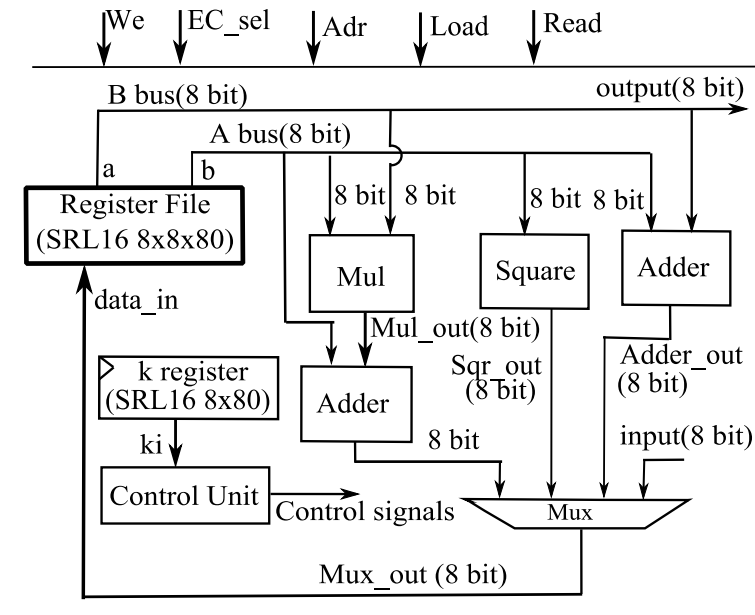 We
EC_sel
Adr
Load
Read
B bus(8 bit)
output(8 bit)
A bus(8 bit)
a
b
8 bit
8 bit
8 bit
8 bit
Register File
(SRL16 8x8x80)
Mul
Square
Adder
data_in
Mul_out(8 bit)
Sqr_out
(8 bit)
Adder_out
(8 bit)
k register
(SRL16 8x80)
Adder
ki
8 bit
input(8 bit)
Control Unit
Control signals
Mux
Mux_out (8 bit)